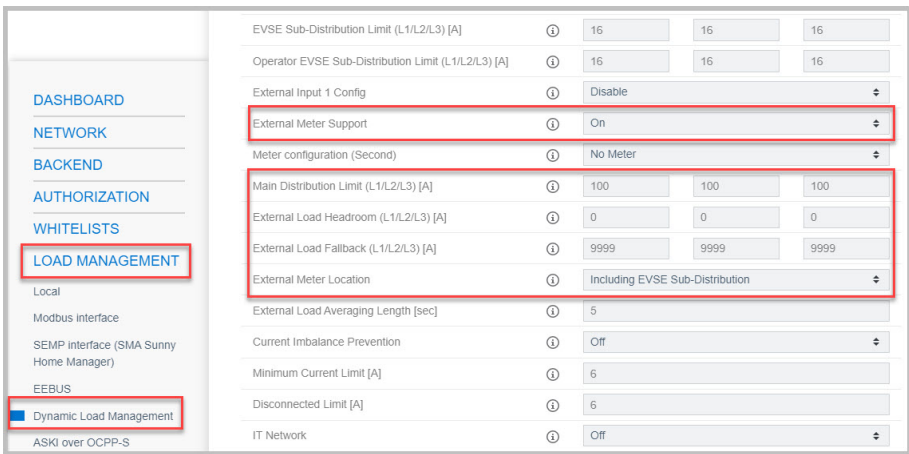 DASHBOARD
NETWORK
BACKEND
AUTHORIZATION
WHITELISTS
LOAD MANAGEMENT
Local
Modbus interface
SEMP interface (SMA Sunny
Home Manager)
EEBUS
Dynamic Load Management
ASKI over OCPP-S
EVSE Sub-Distribution Limit (L1/L2/L3) [A] 16 16 16
Operator EVSE Sub-Distribution Limit (L1/L2/L3) [A] 16 16 16
External Input 1 Config Disable
External Meter Support On
Meter configuration (Second) No Meter
Main Distribution Limit (L1/L2/L3) [A] 100 100 100
External Load Headroom (L1/L2/L3) [A] 0 0 0
External Load Fallback (L1/L2/L3) [A] 9999 9999 9999
External Meter Location Including EVSE Sub-Distribution
External Load Averaging Length [sec] 5
Current Imbalance Prevention Off
Minimum Current Limit [A] 6
Disconnected Limit [A] 6
IT Network Off